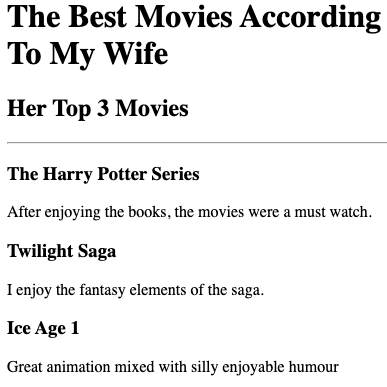 The Best Movies According
To My Wife
Her Top 3 Movies
The Harry Potter Series
After enjoying the books, the movies were a must watch.
Twilight Saga
I enjoy the fantasy elements of the saga.
Ice Age 1
Great animation mixed with silly enjoyable humour